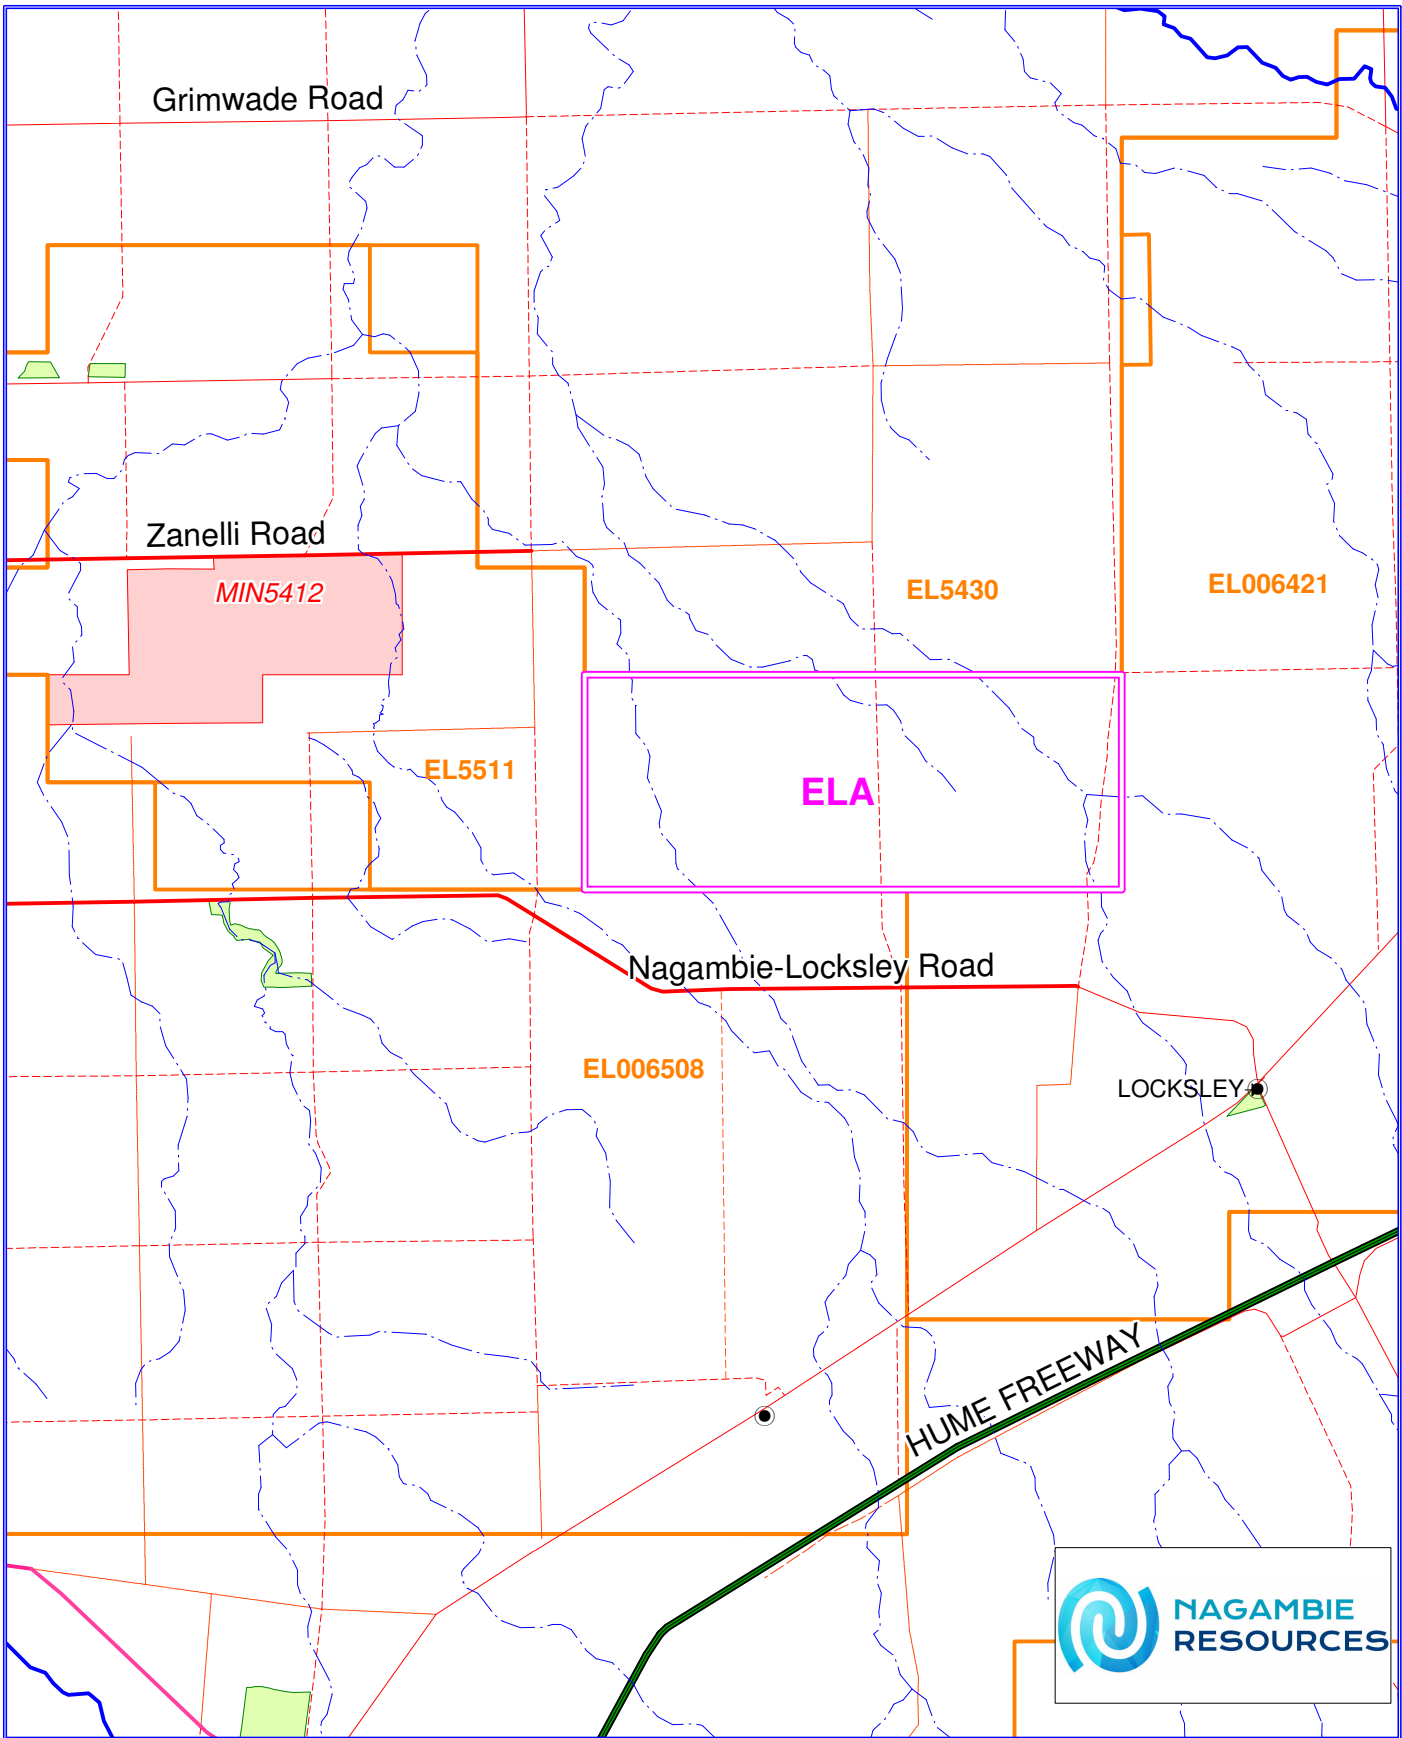 Grimwade Road
Zanelli Road
MIN5412
EL5430
EL006421
EL5511
ELA
Nagambie-Locksley Road
EL006508
LOCKSLEY
HUME FREEWAY
NAGAMBIE
RESOURCES